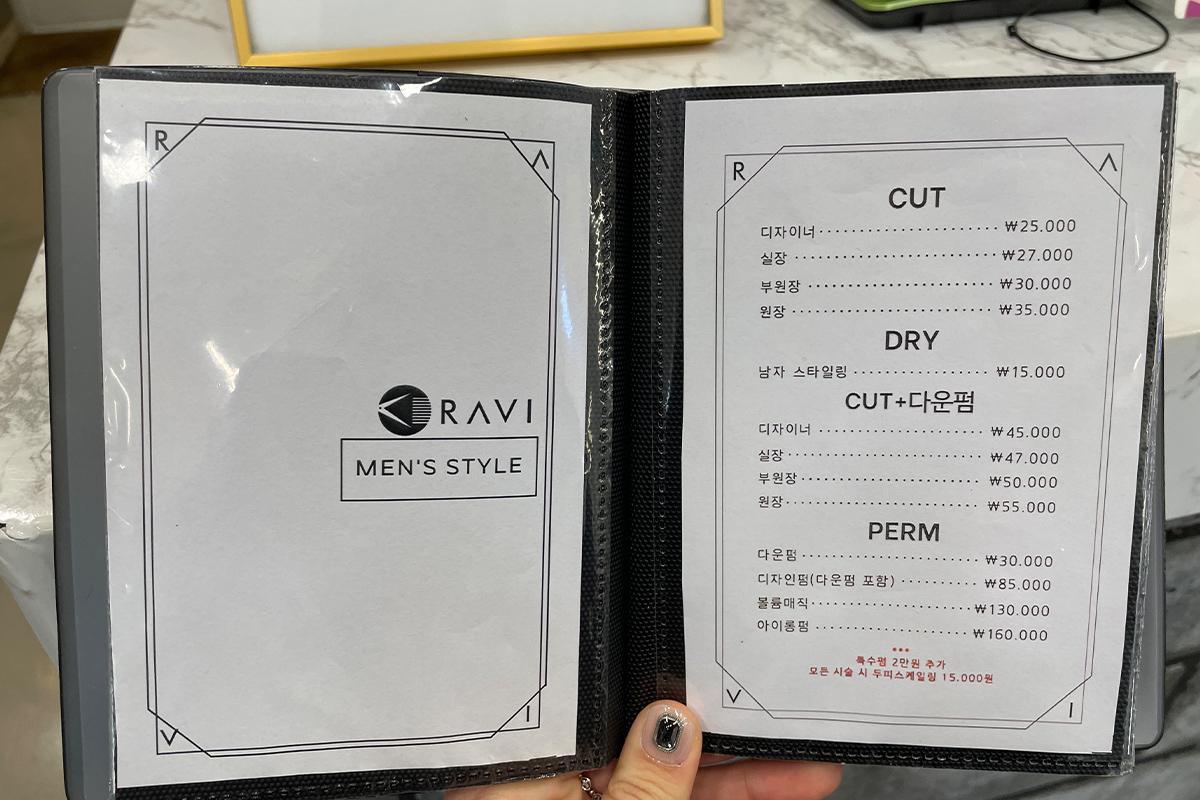 R Λ
RΛVI
MEN'S STYLE
V I
R Λ
CUT
디자이너 ₩25.000
실장 ₩27.000
부원장 ₩30.000
원장 ₩35.000
DRY
남자 스타일링 ₩15.000
CUT+다운펌
디자이너 ₩45.000
실장 ₩47.000
부원장 ₩50.000
원장 ₩55.000
PERM
다운펌 ₩30.000
디자인펌(다운펌 포함) ₩85.000
볼륨매직 ₩130.000
아이롱펌 ₩160.000
특수펌 2만원 추가
모든 시술 시 두피스케일링 15.000원
V I